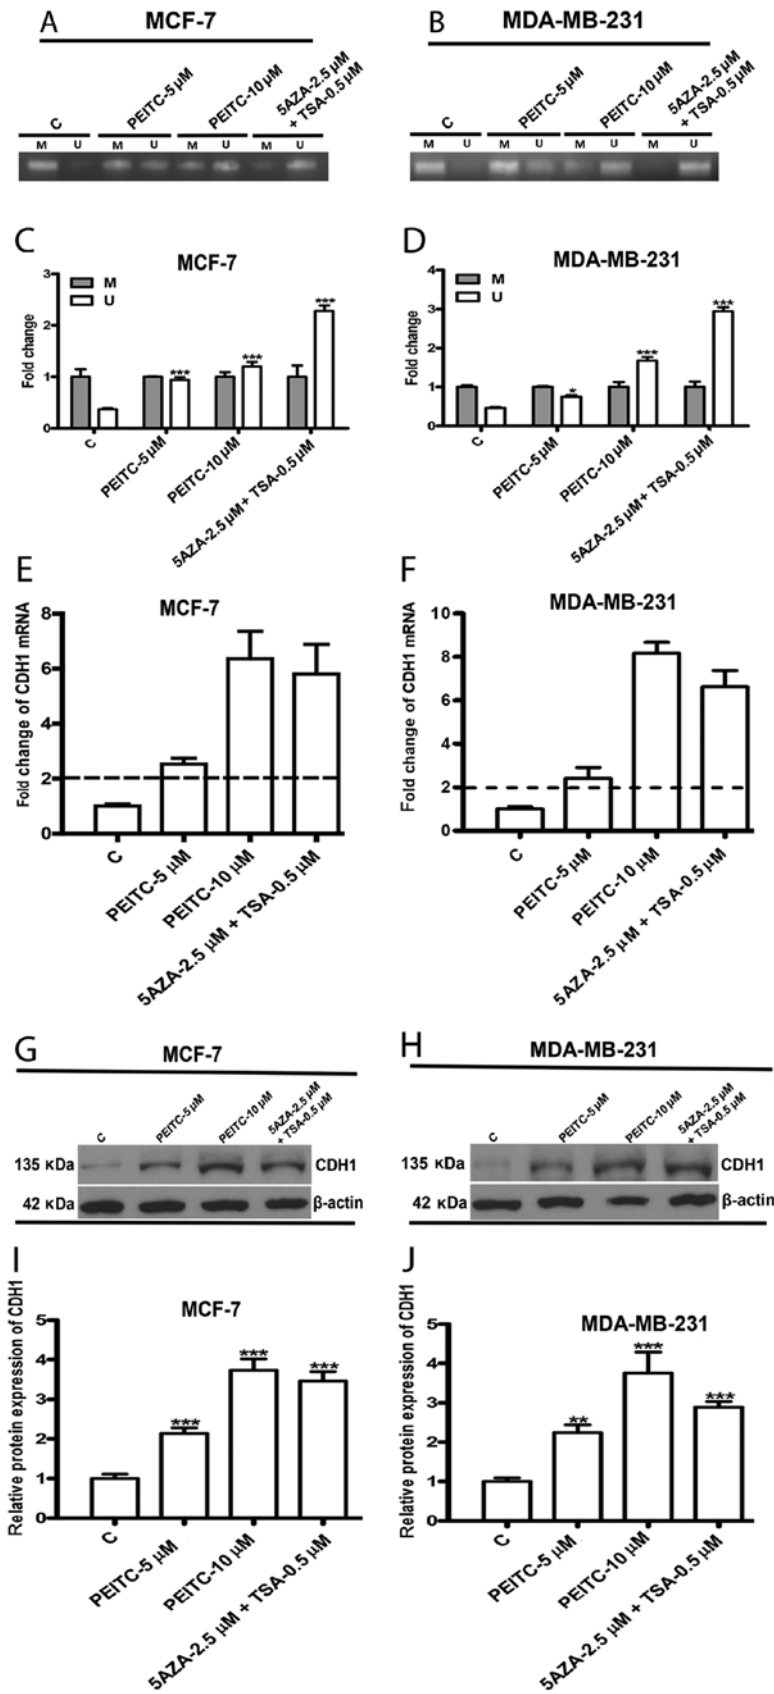 A MCF-7
C PEITC-5 μM PEITC-10 μM 5AZA-2.5 μM + TSA-0.5 μM
M U M U M U M U
B MDA-MB-231
C PEITC-5 μM PEITC-10 μM 5AZA-2.5 μM + TSA-0.5 μM
M U M U M U M U
C
MCF-7
M
U
Fold change
3
2
1
0
*** *** ***
C PEITC-5 μM PEITC-10 μM 5AZA-2.5 μM + TSA-0.5 μM
D
MDA-MB-231
M
U
Fold change
4
3
2
1
0
* *** ***
C PEITC-5 μM PEITC-10 μM 5AZA-2.5 μM + TSA-0.5 μM
E
MCF-7
Fold change of CDH1 mRNA
8
6
4
2
0
C PEITC-5 μM PEITC-10 μM 5AZA-2.5 μM + TSA-0.5 μM
F
MDA-MB-231
Fold change of CDH1 mRNA
10
8
6
4
2
0
C PEITC-5 μM PEITC-10 μM 5AZA-2.5 μM + TSA-0.5 μM
G MCF-7
C PEITC-5 μM PEITC-10 μM 5AZA-2.5 μM + TSA-0.5 μM
135 κDa CDH1
42 κDa β-actin
H MDA-MB-231
C PEITC-5 μM PEITC-10 μM 5AZA-2.5 μM + TSA-0.5 μM
135 κDa CDH1
42 κDa β-actin
I
MCF-7
Relative protein expression of CDH1
5
4
3
2
1
0
*** *** ***
C PEITC-5 μM PEITC-10 μM 5AZA-2.5 μM + TSA-0.5 μM
J
MDA-MB-231
Relative protein expression of CDH1
5
4
3
2
1
0
** *** ***
C PEITC-5 μM PEITC-10 μM 5AZA-2.5 μM + TSA-0.5 μM